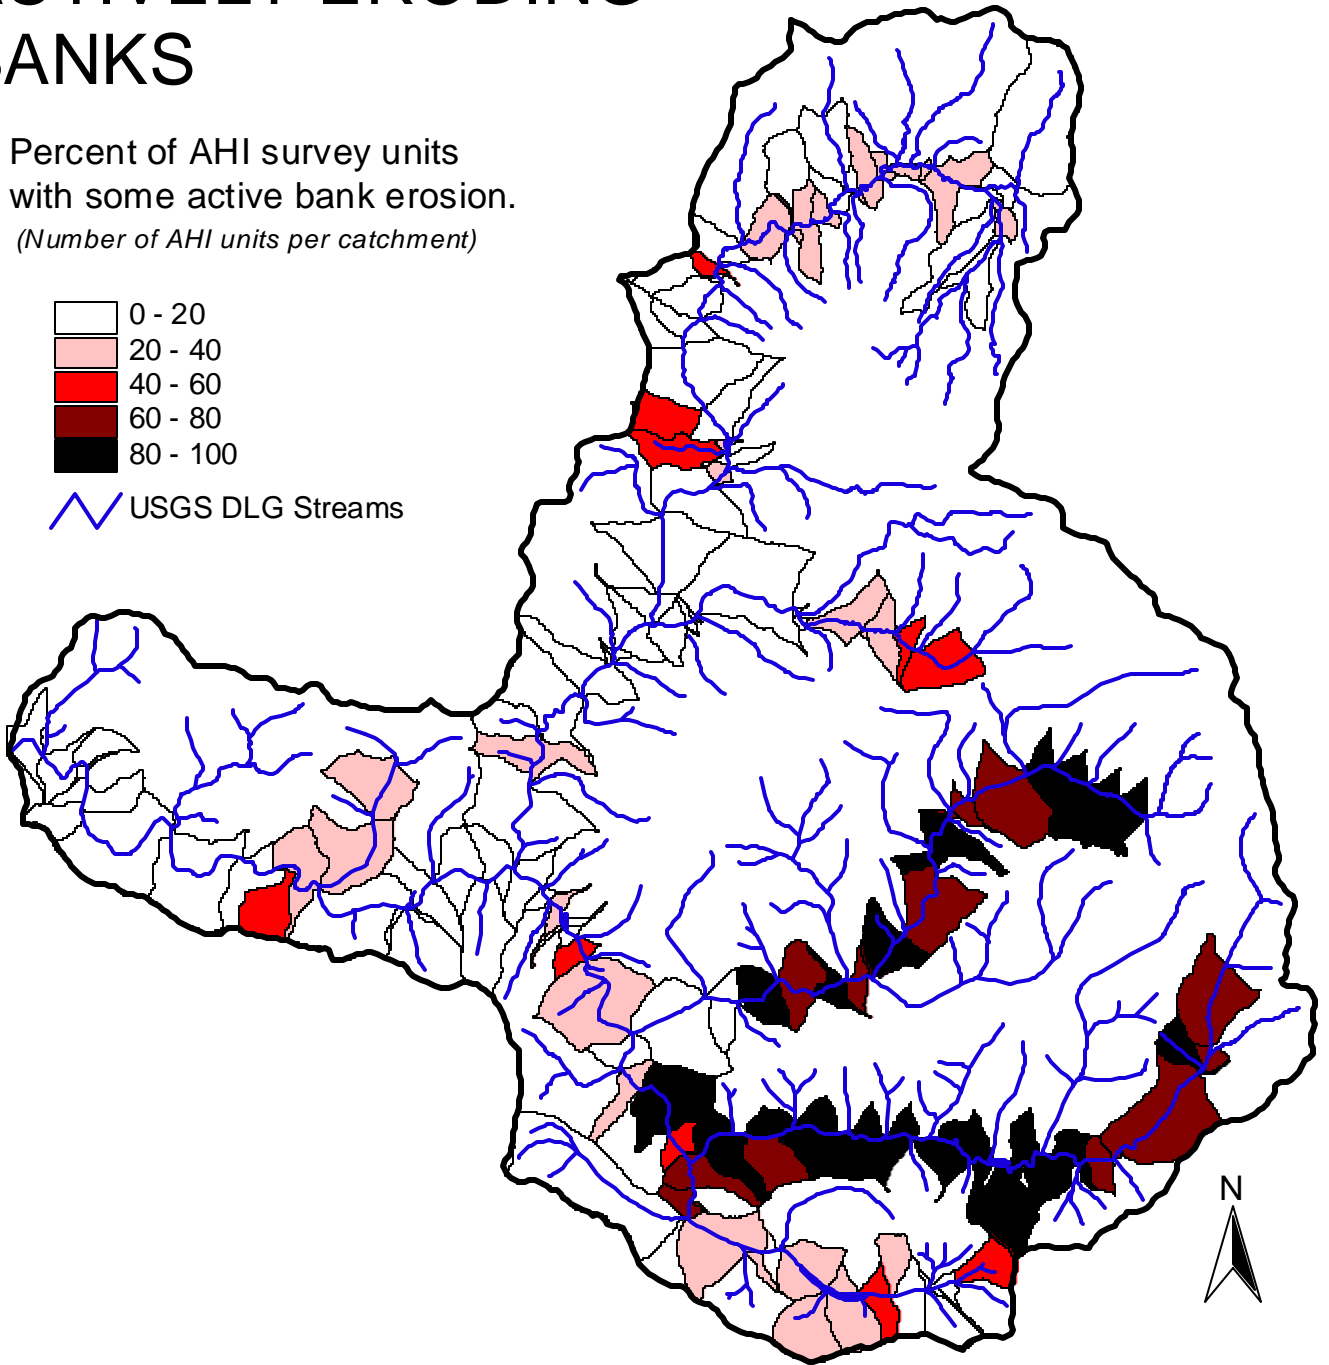 BANKS
Percent of AHI survey units
with some active bank erosion.
(Number of AHI units per catchment)
0 - 20
20 - 40
40 - 60
60 - 80
80 - 100
USGS DLG Streams
N